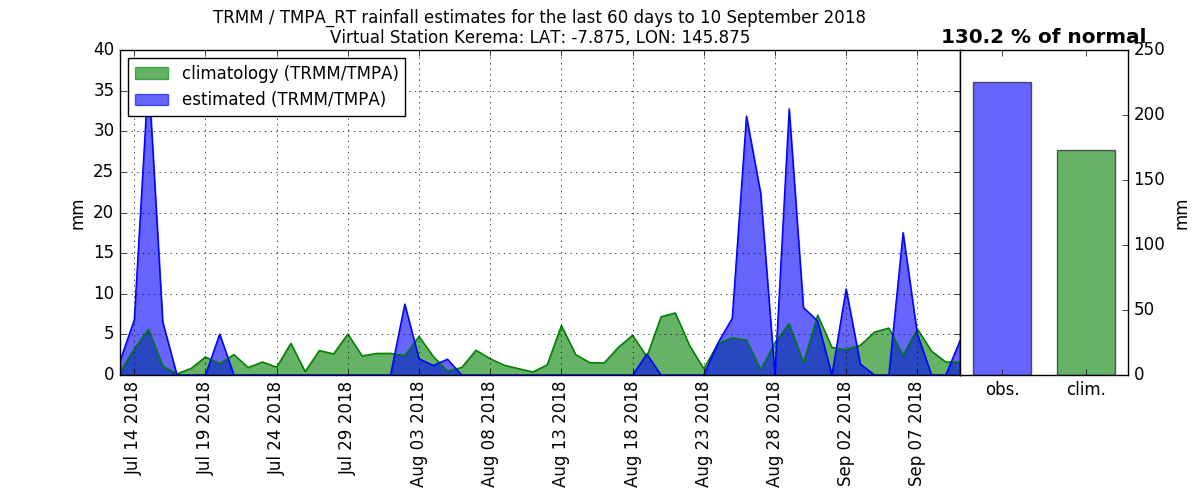 TRMM / TMPA_RT rainfall estimates for the last 60 days to 10 September 2018
Virtual Station Kerema: LAT: -7.875, LON: 145.875
130.2 % of normal
climatology (TRMM/TMPA)
estimated (TRMM/TMPA)
mm
40
35
30
25
20
15
10
5
0
Jul 14 2018
Jul 19 2018
Jul 24 2018
Jul 29 2018
Aug 03 2018
Aug 08 2018
Aug 13 2018
Aug 18 2018
Aug 23 2018
Aug 28 2018
Sep 02 2018
Sep 07 2018
obs.
clim.
250
200
150
100
50
0
mm